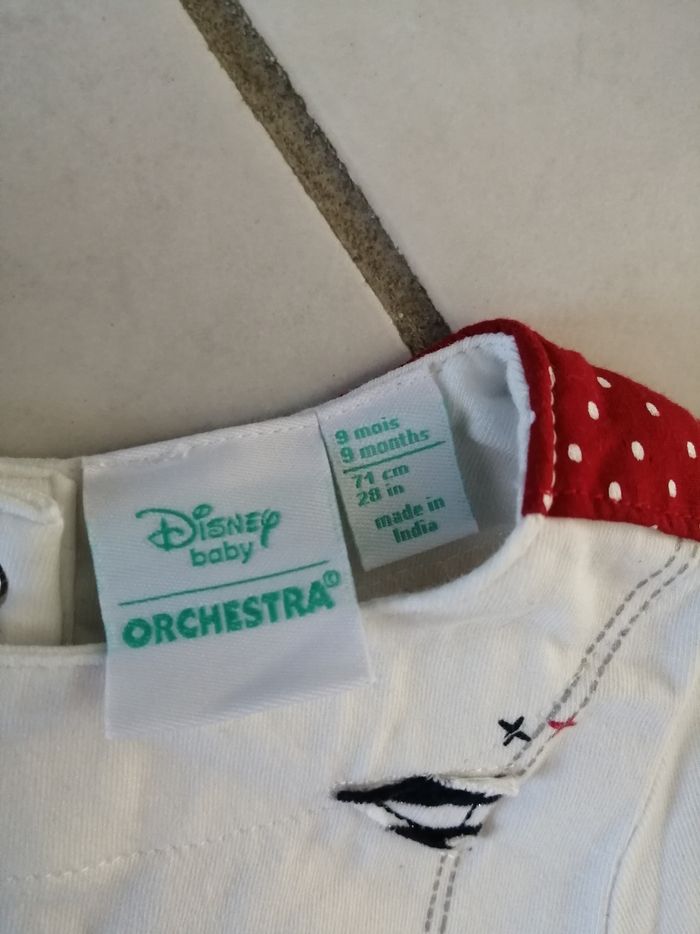 Disney
baby
ORCHESTRA®
9 mois
9 months
71 cm
28 in
made in
India